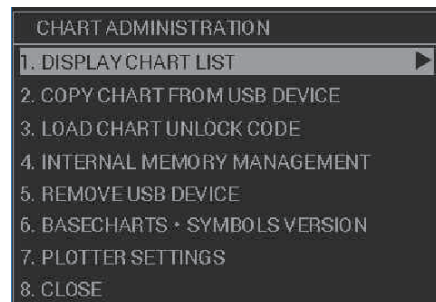 CHART ADMINISTRATION
1. DISPLAY CHART LIST
2. COPY CHART FROM USB DEVICE
3. LOAD CHART UNLOCK CODE
4. INTERNAL MEMORY MANAGEMENT
5. REMOVE USB DEVICE
6. BASECHARTS • SYMBOLS VERSION
7. PLOTTER SETTINGS
8. CLOSE